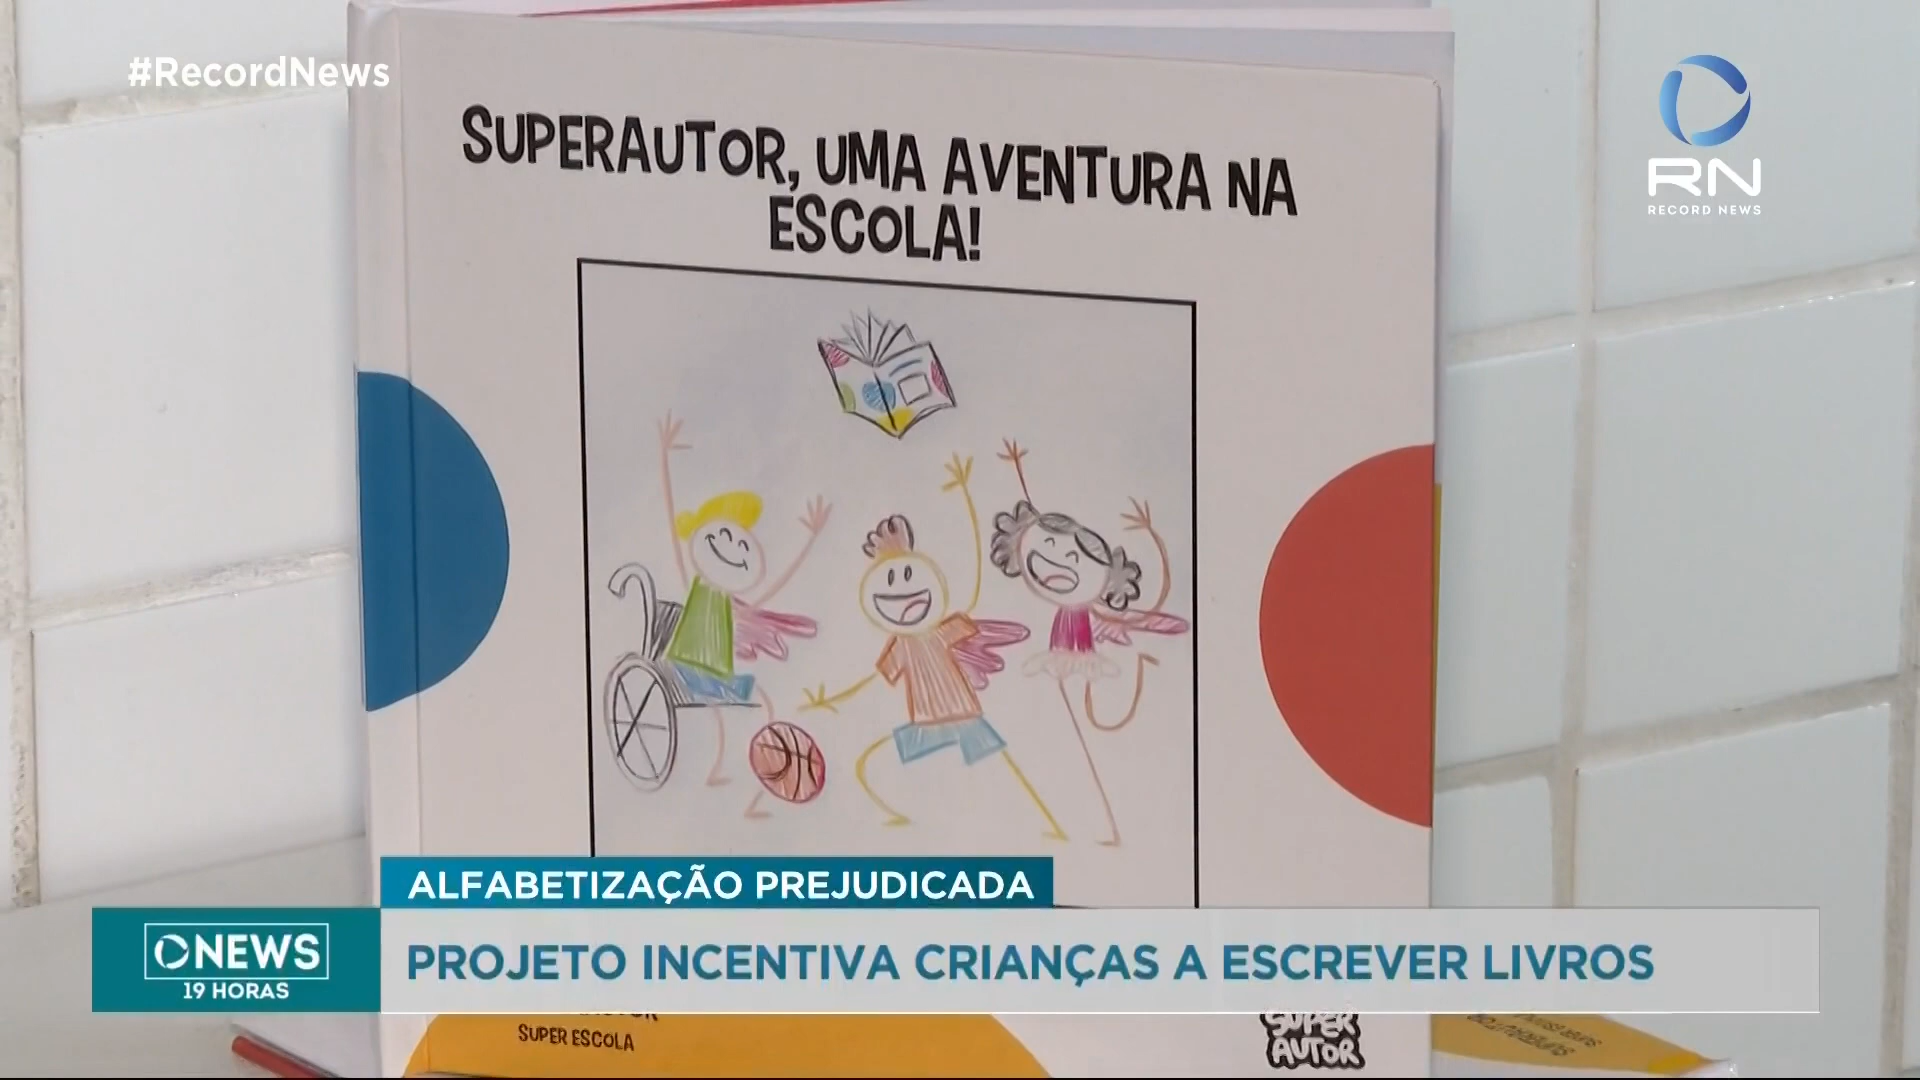 #RecordNews
RN
RECORD NEWS
SUPERAUTOR, UMA AVENTURA NA
ESCOLA!
ALFABETIZAÇÃO PREJUDICADA
NEWS
19 HORAS
PROJETO INCENTIVA CRIANÇAS A ESCREVER LIVROS
SUPER ESCOLA
SUPER
AUTOR